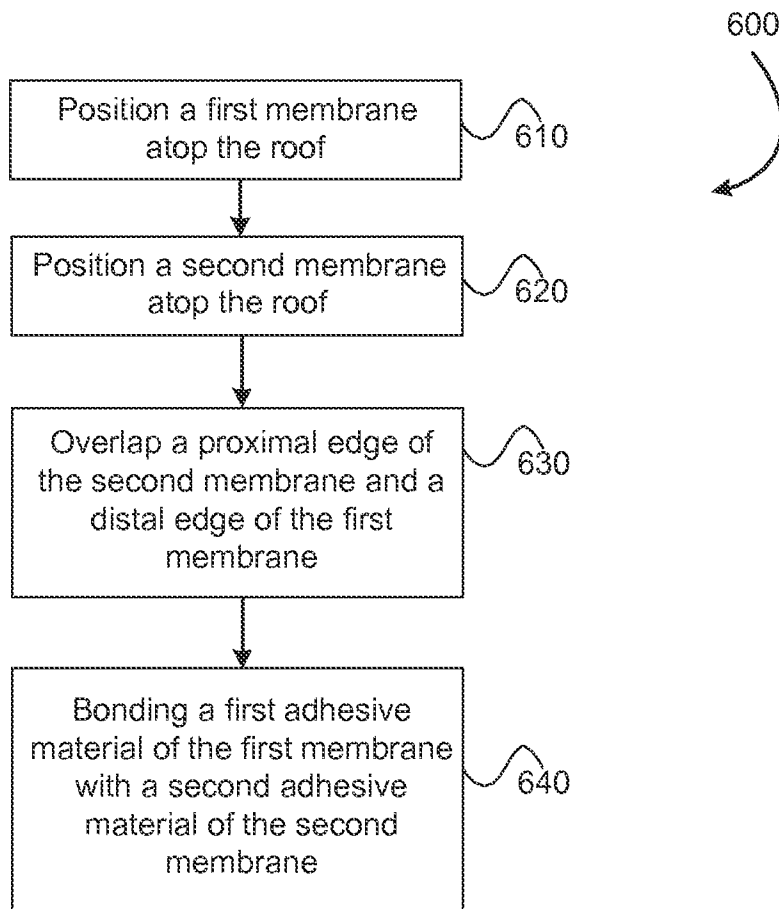 600
Position a first membrane
atop the roof
610
Position a second membrane
atop the roof
620
Overlap a proximal edge of
the second membrane and a
distal edge of the first
membrane
630
Bonding a first adhesive
material of the first membrane
with a second adhesive
material of the second
membrane
640